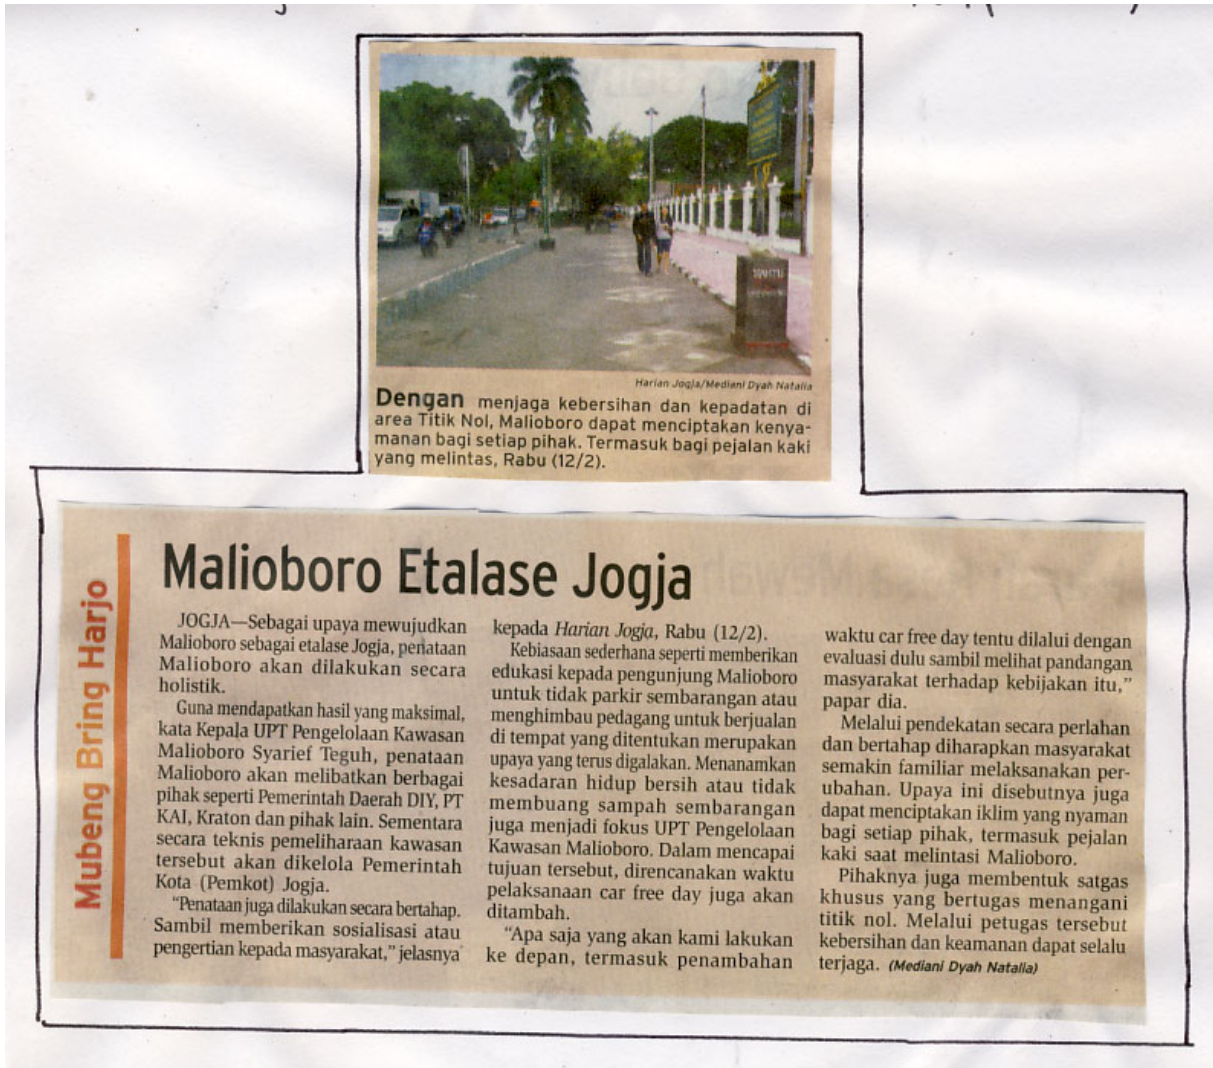 Harian Jogja/Mediani Dyah Natalia
Dengan menjaga kebersihan dan kepadatan di
area Titik Nol, Malioboro dapat menciptakan kenya-
manan bagi setiap pihak. Termasuk bagi pejalan kaki
yang melintas, Rabu (12/2).
Mubeng Bring Harjo
Malioboro Etalase Jogja
JOGJA—Sebagai upaya mewujudkan
Malioboro sebagai etalase Jogja, penataan
Malioboro akan dilakukan secara
holistik.
Guna mendapatkan hasil yang maksimal,
kata Kepala UPT Pengelolaan Kawasan
Malioboro Syarief Teguh, penataan
Malioboro akan melibatkan berbagai
pihak seperti Pemerintah Daerah DIY, PT
KAI, Kraton dan pihak lain. Sementara
secara teknis pemeliharaan kawasan
tersebut akan dikelola Pemerintah
Kota (Pemkot) Jogja.
“Penataan juga dilakukan secara bertahap.
Sambil memberikan sosialisasi atau
pengertian kepada masyarakat,” jelasnya
kepada Harian Jogja, Rabu (12/2).
Kebiasaan sederhana seperti memberikan
edukasi kepada pengunjung Malioboro
untuk tidak parkir sembarangan atau
menghimbau pedagang untuk berjualan
di tempat yang ditentukan merupakan
upaya yang terus digalakan. Menanamkan
kesadaran hidup bersih atau tidak
membuang sampah sembarangan
juga menjadi fokus UPT Pengelolaan
Kawasan Malioboro. Dalam mencapai
tujuan tersebut, direncanakan waktu
pelaksanaan car free day juga akan
ditambah.
“Apa saja yang akan kami lakukan
ke depan, termasuk penambahan
waktu car free day tentu dilalui dengan
evaluasi dulu sambil melihat pandangan
masyarakat terhadap kebijakan itu,”
papar dia.
Melalui pendekatan secara perlahan
dan bertahap diharapkan masyarakat
semakin familiar melaksanakan per-
ubahan. Upaya ini disebutnya juga
dapat menciptakan iklim yang nyaman
bagi setiap pihak, termasuk pejalan
kaki saat melintasi Malioboro.
Pihaknya juga membentuk satgas
khusus yang bertugas menangani
titik nol. Melalui petugas tersebut
kebersihan dan keamanan dapat selalu
terjaga. (Mediani Dyah Natalia)